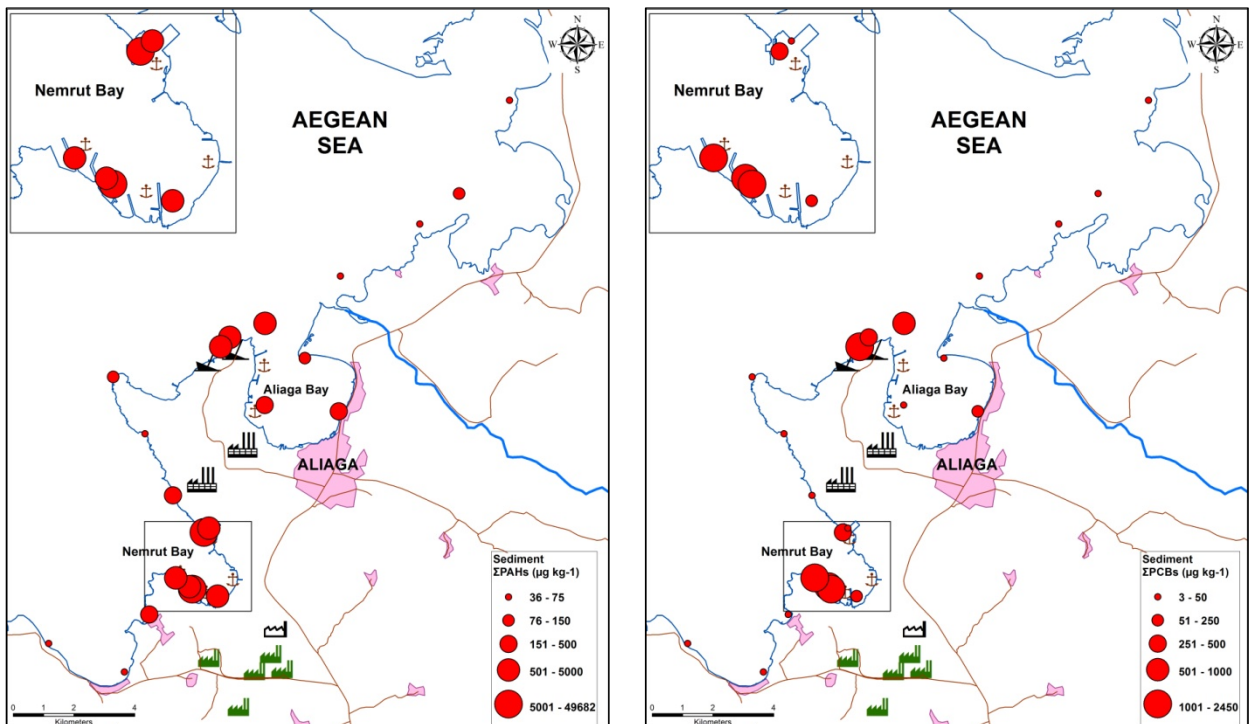 N
W E
S
Nemrut Bay
AEGEAN
SEA
Aliaga Bay
ALIAGA
Nemrut Bay
Sediment
ΣPAHs (µg kg-1)
36 - 75
76 - 150
151 - 500
501 - 5000
5001 - 49682
0 2 4
Kilometers
N
W E
S
Nemrut Bay
AEGEAN
SEA
Aliaga Bay
ALIAGA
Nemrut Bay
Sediment
ΣPCBs (µg kg-1)
3 - 50
51 - 250
251 - 500
501 - 1000
1001 - 2450
0 2 4
Kilometers